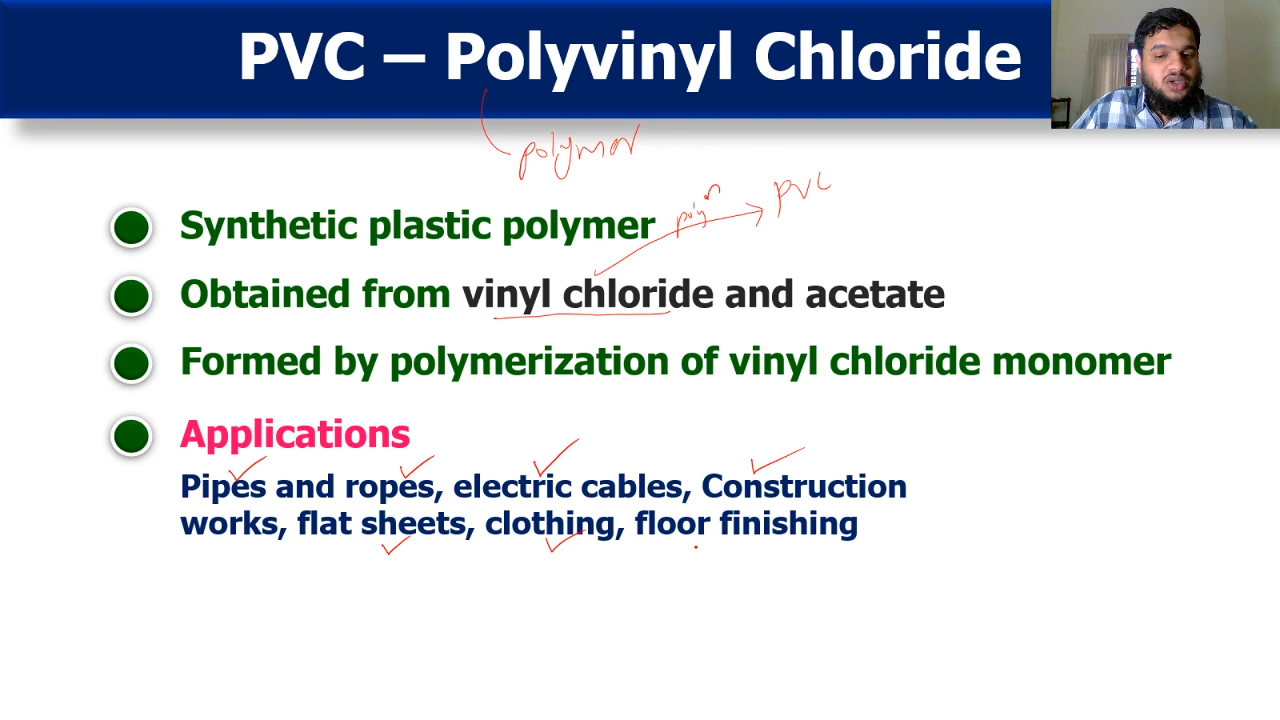 PVC – Polyvinyl Chloride
polymer
Synthetic plastic polymer
PVC
Obtained from vinyl chloride and acetate
Formed by polymerization of vinyl chloride monomer
Applications
Pipes and ropes, electric cables, Construction
works, flat sheets, clothing, floor finishing